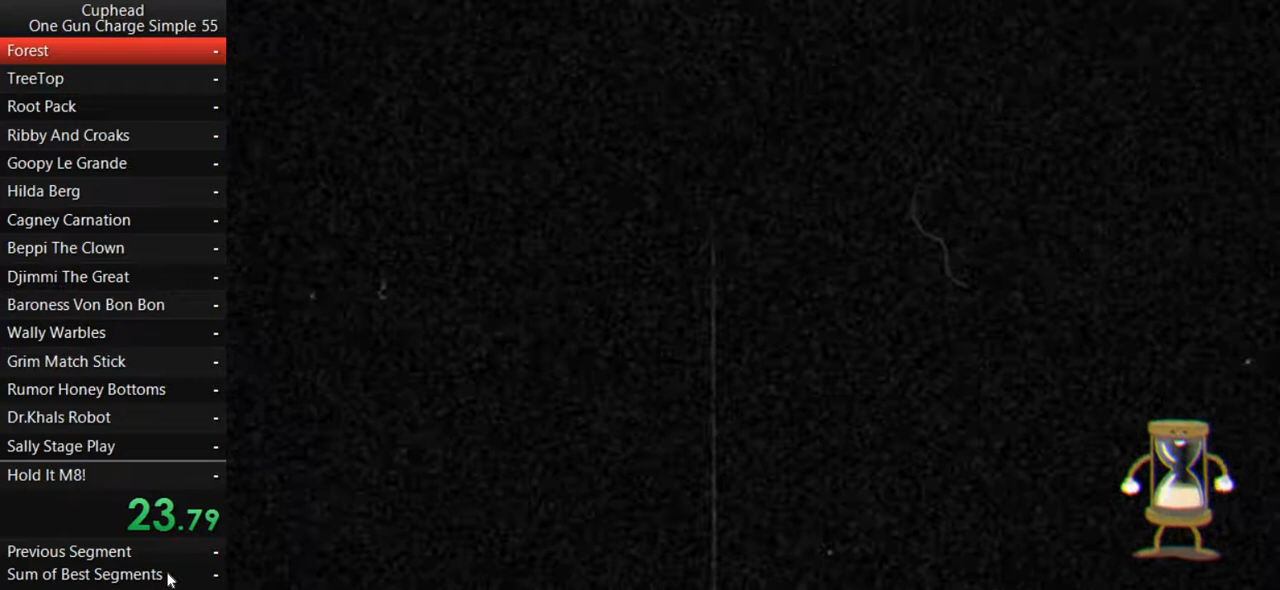 Cuphead
One Gun Charge Simple 55
Forest -
TreeTop -
Root Pack -
Ribby And Croaks -
Goopy Le Grande -
Hilda Berg -
Cagney Carnation -
Beppi The Clown -
Djimmi The Great -
Baroness Von Bon Bon -
Wally Warbles -
Grim Match Stick -
Rumor Honey Bottoms -
Dr.Khals Robot -
Sally Stage Play -
Hold It M8! -
23.79
Previous Segment -
Sum of Best Segments -